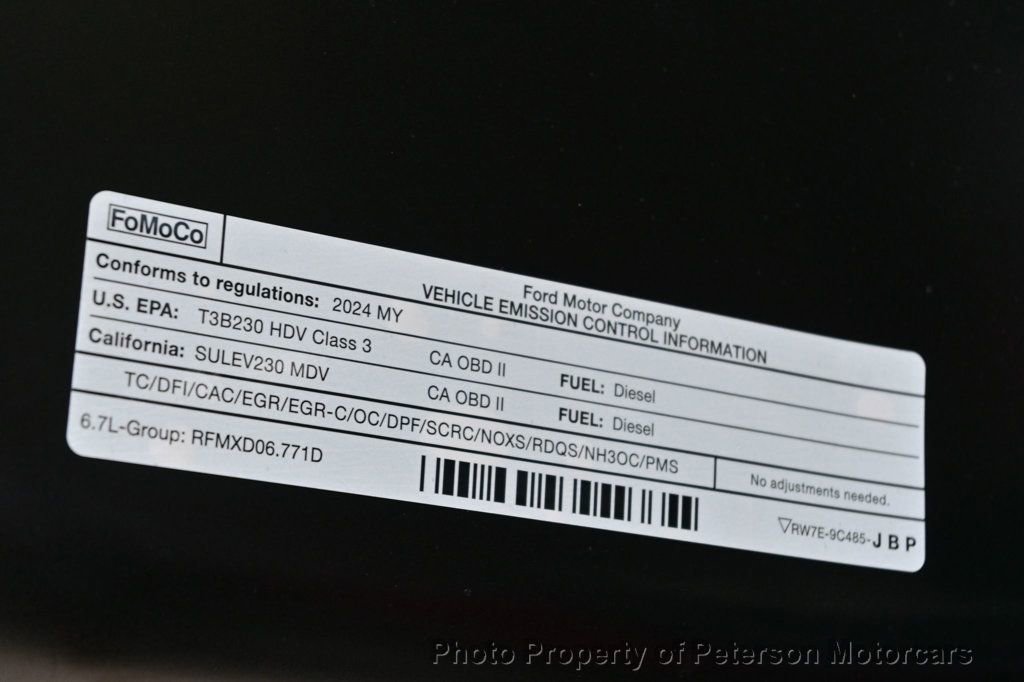 FoMoCo
Ford Motor Company
VEHICLE EMISSION CONTROL INFORMATION
Conforms to regulations: 2024 MY
U.S. EPA: T3B230 HDV Class 3 CA OBD II FUEL: Diesel
California: SULEV230 MDV CA OBD II FUEL: Diesel
TC/DFI/CAC/EGR/EGR-C/OC/DPF/SCRC/NOXS/RDQS/NH3OC/PMS
No adjustments needed.
6.7L-Group: RFMXD06.771D
RW7E-9C485-JBP
Photo Property of Peterson Motorcars